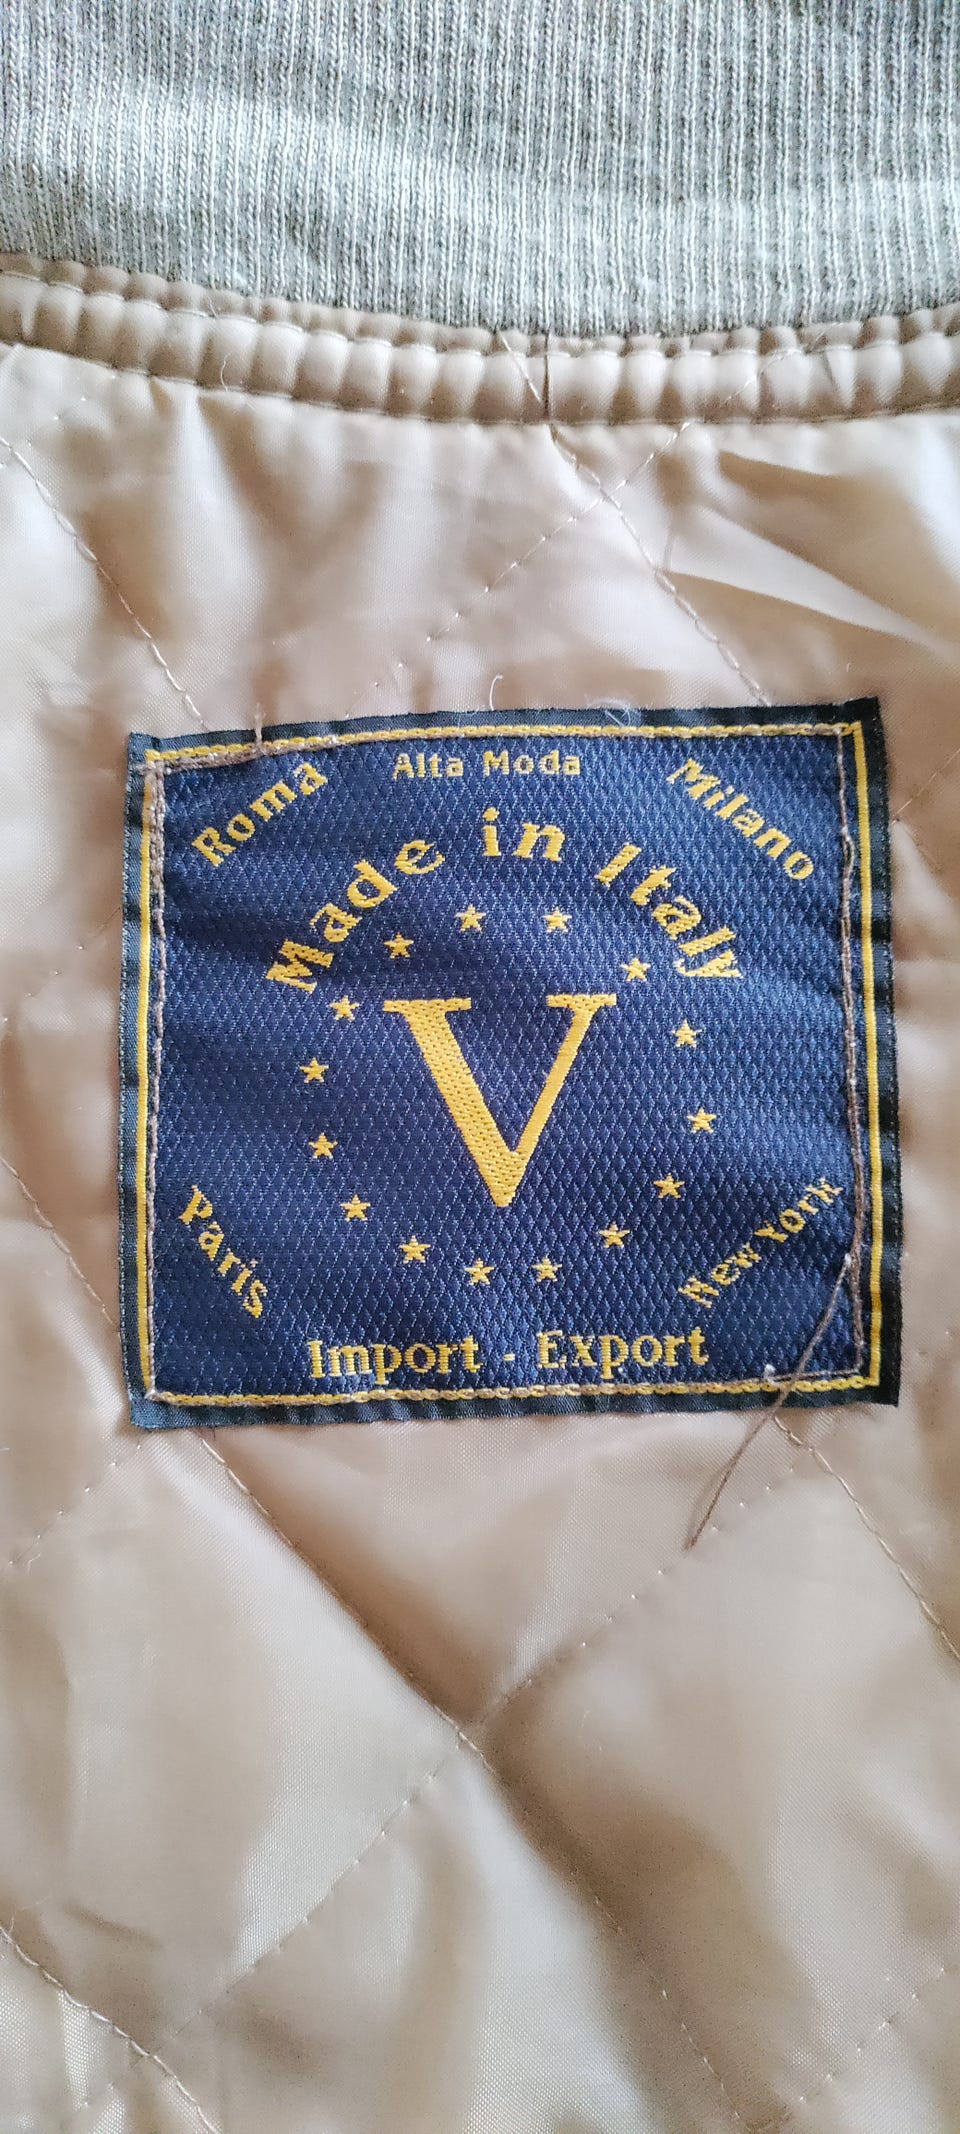 Alta Moda
Roma
Milano
Made in Italy
V
Paris
New York
Import - Export